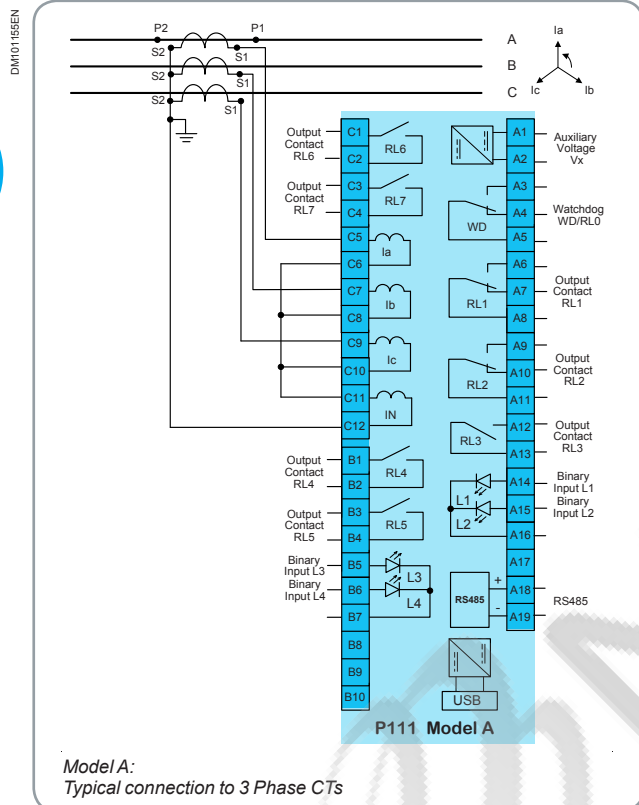 DM101155EN
P2
P1
A
Ia
S2
S1
B
S2
S1
Ic
Ib
C
S2
S1
Output
Contact
RL6
C1
C2
RL6
A1
A2
Auxiliary
Voltage
Vx
Output
Contact
RL7
C3
C4
RL7
A3
A4
A5
WD
Watchdog
WD/RL0
C5
C6
Ia
A6
A7
A8
RL1
Output
Contact
RL1
C7
C8
Ib
C9
C10
Ic
A9
A10
A11
RL2
Output
Contact
RL2
C11
C12
IN
A12
A13
RL3
Output
Contact
RL3
Output
Contact
RL4
B1
B2
RL4
A14
A15
A16
L1
L2
Binary
Input L1
Binary
Input L2
Output
Contact
RL5
B3
B4
RL5
Binary
Input L3
Binary
Input L4
B5
B6
B7
L3
L4
A17
A18
A19
RS485
+
-
RS485
B8
B9
B10
USB
P111 Model A
Model A:
Typical connection to 3 Phase CTs